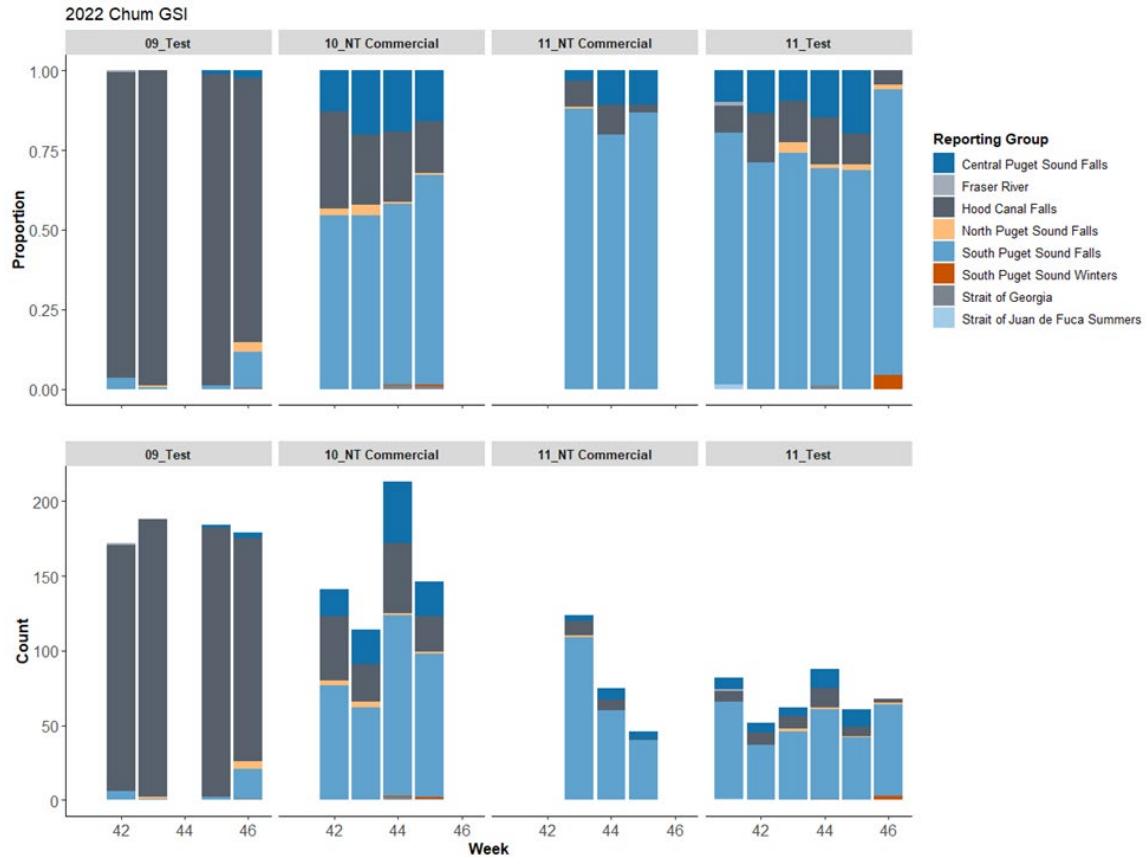 2022 Chum GSI
09_Test
10_NT Commercial
11_NT Commercial
11_Test
1.00
0.75
0.50
0.25
0.00
Proportion
Reporting Group
Central Puget Sound Falls
Fraser River
Hood Canal Falls
North Puget Sound Falls
South Puget Sound Falls
South Puget Sound Winters
Strait of Georgia
Strait of Juan de Fuca Summers
09_Test
10_NT Commercial
11_NT Commercial
11_Test
200
150
100
50
0
Count
42 44 46 42 44 46 42 44 46 42 44 46
Week